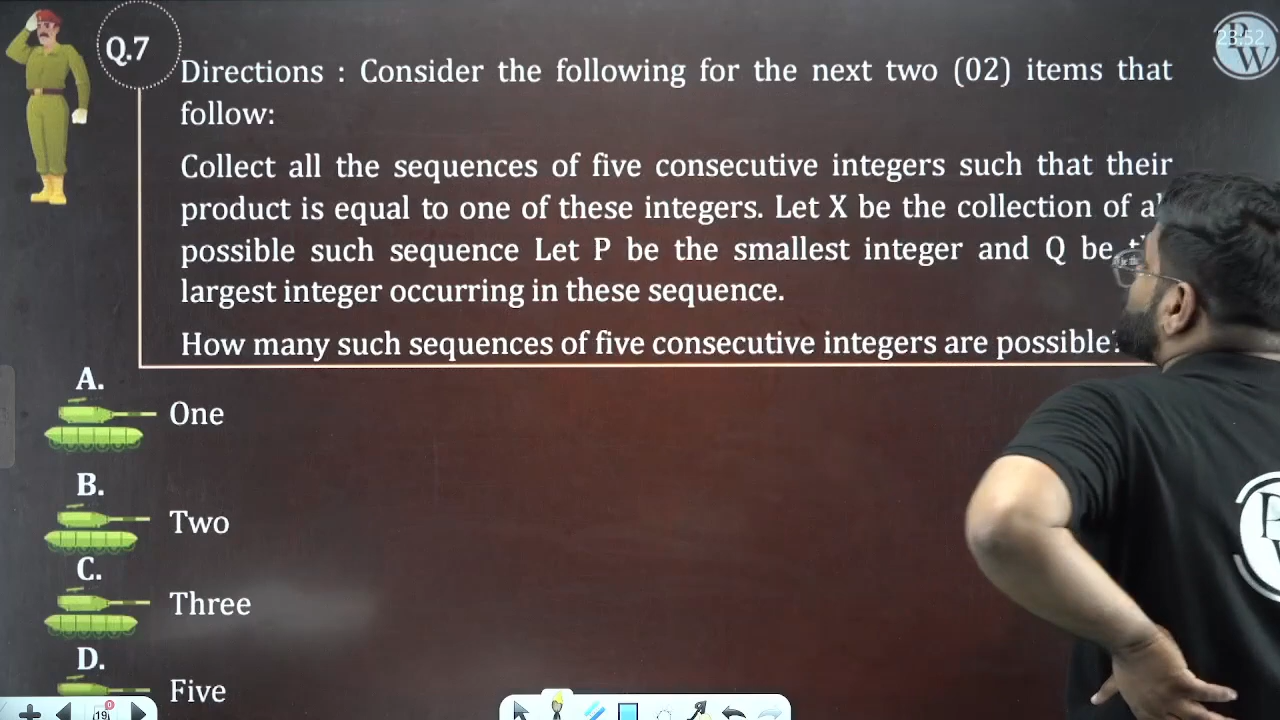 Q.7
23:52
Directions : Consider the following for the next two (02) items that
follow:
Collect all the sequences of five consecutive integers such that their
product is equal to one of these integers. Let X be the collection of
possible such sequence Let P be the smallest integer and Q be
largest integer occurring in these sequence.
How many such sequences of five consecutive integers are possible?
A.
One
B.
Two
C.
Three
D.
Five
19